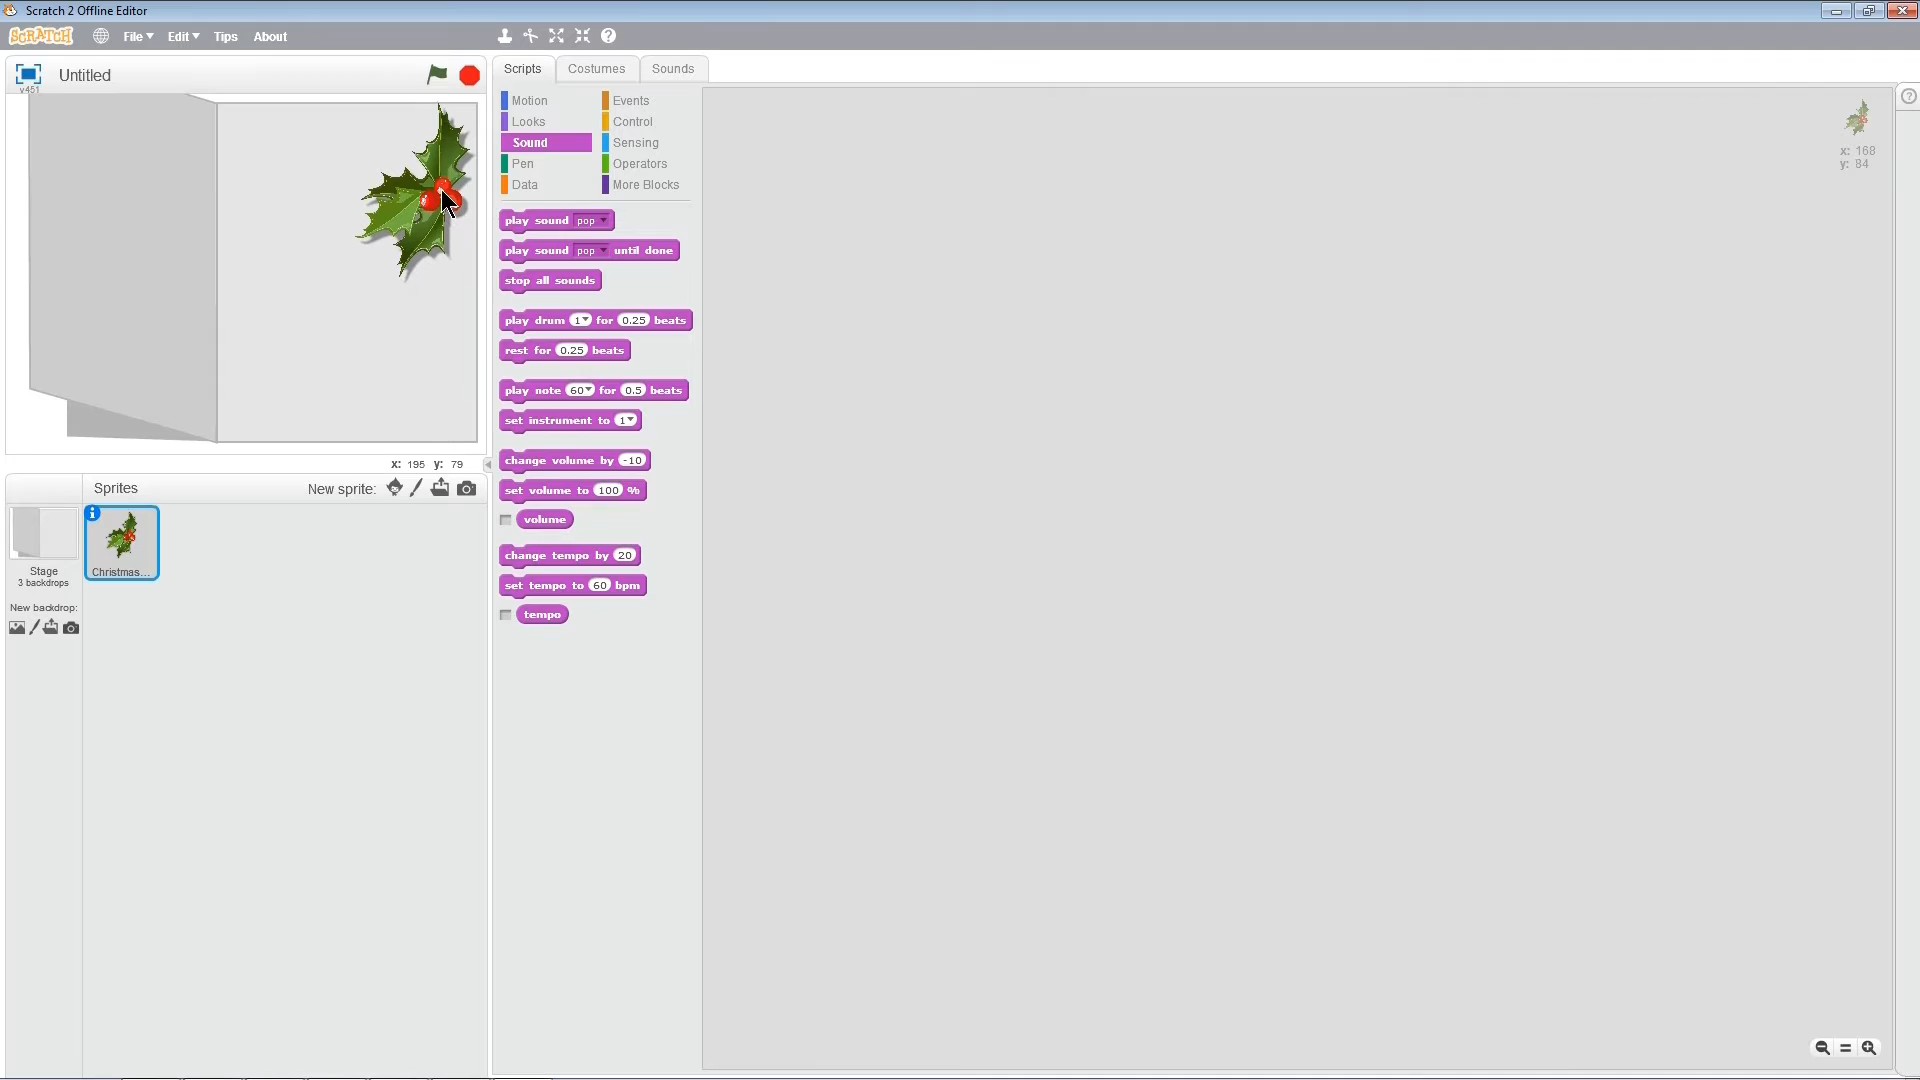 Scratch 2 Offline Editor
SCRATCH File Edit Tips About
Untitled
v451
Scripts Costumes Sounds
Motion Events
Looks Control
Sound Sensing
Pen Operators
Data More Blocks
x: 168
y: 84
play sound pop
play sound pop until done
stop all sounds
play drum 1 for 0.25 beats
rest for 0.25 beats
play note 60 for 0.5 beats
set instrument to 1
change volume by -10
set volume to 100 %
volume
change tempo by 20
set tempo to 60 bpm
tempo
x: 195 y: 79
Sprites New sprite:
Christmas...
Stage
3 backdrops
New backdrop: